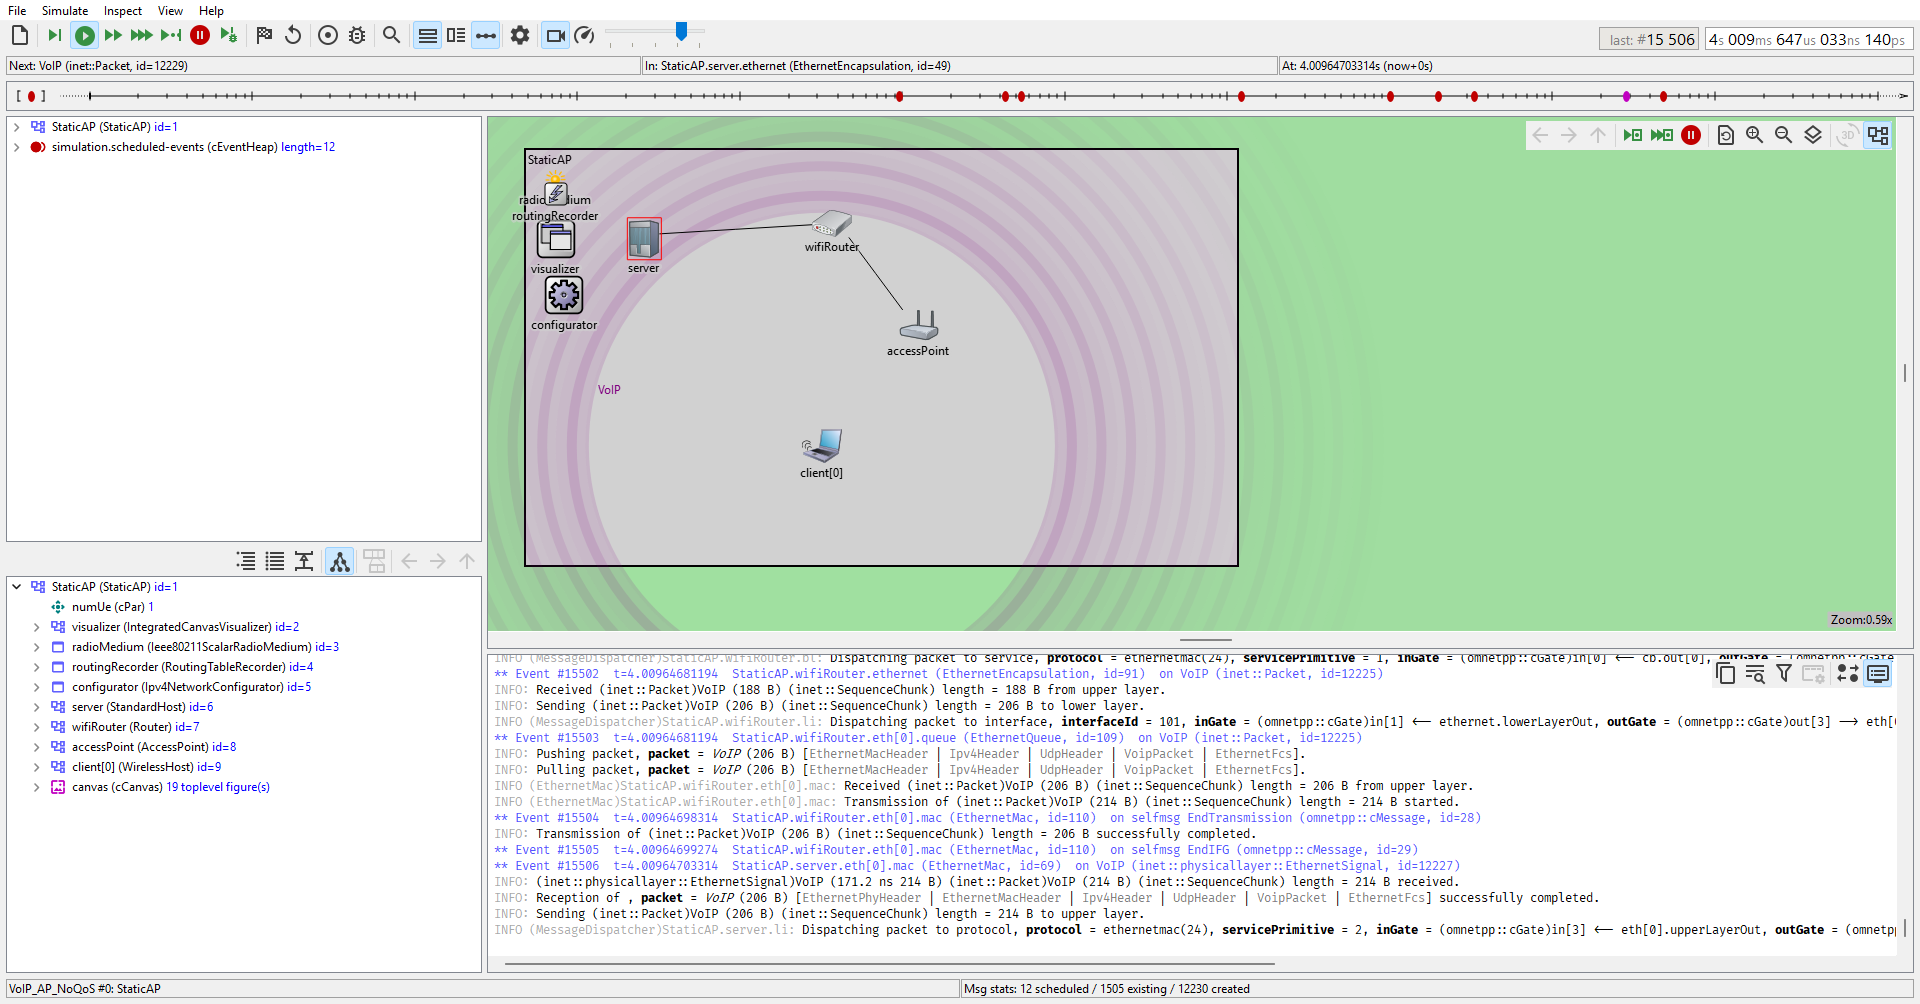 File Simulate Inspect View Help
last: #15 506
4s 009ms 647us 033ns 140ps
Next: VoIP (inet::Packet, id=12229)
In: StaticAP.server.ethernet (EthernetEncapsulation, id=49)
At: 4.00964703314s (now+0s)
[ ]
StaticAP (StaticAP) id=1
simulation.scheduled-events (cEventHeap) length=12
3D
StaticAP
routingRecorder
visualizer
configurator
server
wifiRouter
accessPoint
VoIP
client[0]
Zoom:0.59x
StaticAP (StaticAP) id=1
numUe (cPar) 1
visualizer (IntegratedCanvasVisualizer) id=2
radioMedium (Ieee80211ScalarRadioMedium) id=3
routingRecorder (RoutingTableRecorder) id=4
configurator (Ipv4NetworkConfigurator) id=5
server (StandardHost) id=6
wifiRouter (Router) id=7
accessPoint (AccessPoint) id=8
client[0] (WirelessHost) id=9
canvas (cCanvas) 19 toplevel figure(s)
INFO (MessageDispatcher)StaticAP.wifiRouter.bl: Dispatching packet to service, protocol = ethernetmac(24), servicePrimitive = 1, inGate = (omnetpp::cGate)in[0] <-- cb.out[0], outGate = (omnetpp::cGate
** Event #15502 t=4.00964681194 StaticAP.wifiRouter.ethernet (EthernetEncapsulation, id=91) on VoIP (inet::Packet, id=12225)
INFO: Received (inet::Packet)VoIP (188 B) (inet::SequenceChunk) length = 188 B from upper layer.
INFO: Sending (inet::Packet)VoIP (206 B) (inet::SequenceChunk) length = 206 B to lower layer.
INFO (MessageDispatcher)StaticAP.wifiRouter.li: Dispatching packet to interface, interfaceId = 101, inGate = (omnetpp::cGate)in[1] <-- ethernet.lowerLayerOut, outGate = (omnetpp::cGate)out[3] --> eth[
** Event #15503 t=4.00964681194 StaticAP.wifiRouter.eth[0].queue (EthernetQueue, id=109) on VoIP (inet::Packet, id=12225)
INFO: Pushing packet, packet = VoIP (206 B) [EthernetMacHeader | Ipv4Header | UdpHeader | VoipPacket | EthernetFcs].
INFO: Pulling packet, packet = VoIP (206 B) [EthernetMacHeader | Ipv4Header | UdpHeader | VoipPacket | EthernetFcs].
INFO (EthernetMac)StaticAP.wifiRouter.eth[0].mac: Received (inet::Packet)VoIP (206 B) (inet::SequenceChunk) length = 206 B from upper layer.
INFO (EthernetMac)StaticAP.wifiRouter.eth[0].mac: Transmission of (inet::Packet)VoIP (214 B) (inet::SequenceChunk) length = 214 B started.
** Event #15504 t=4.00964698314 StaticAP.wifiRouter.eth[0].mac (EthernetMac, id=110) on selfmsg EndTransmission (omnetpp::cMessage, id=28)
INFO: Transmission of (inet::Packet)VoIP (206 B) (inet::SequenceChunk) length = 206 B successfully completed.
** Event #15505 t=4.00964699274 StaticAP.wifiRouter.eth[0].mac (EthernetMac, id=110) on selfmsg EndIFG (omnetpp::cMessage, id=29)
** Event #15506 t=4.00964703314 StaticAP.server.eth[0].mac (EthernetMac, id=69) on VoIP (inet::physicallayer::EthernetSignal, id=12227)
INFO: (inet::physicallayer::EthernetSignal)VoIP (171.2 ns 214 B) (inet::Packet)VoIP (214 B) (inet::SequenceChunk) length = 214 B received.
INFO: Reception of , packet = VoIP (206 B) [EthernetPhyHeader | EthernetMacHeader | Ipv4Header | UdpHeader | VoipPacket | EthernetFcs] successfully completed.
INFO: Sending (inet::Packet)VoIP (206 B) (inet::SequenceChunk) length = 214 B to upper layer.
INFO (MessageDispatcher)StaticAP.server.li: Dispatching packet to protocol, protocol = ethernetmac(24), servicePrimitive = 2, inGate = (omnetpp::cGate)in[3] <-- eth[0].upperLayerOut, outGate = (omnetp
VoIP_AP_NoQoS #0: StaticAP
Msg stats: 12 scheduled / 1505 existing / 12230 created